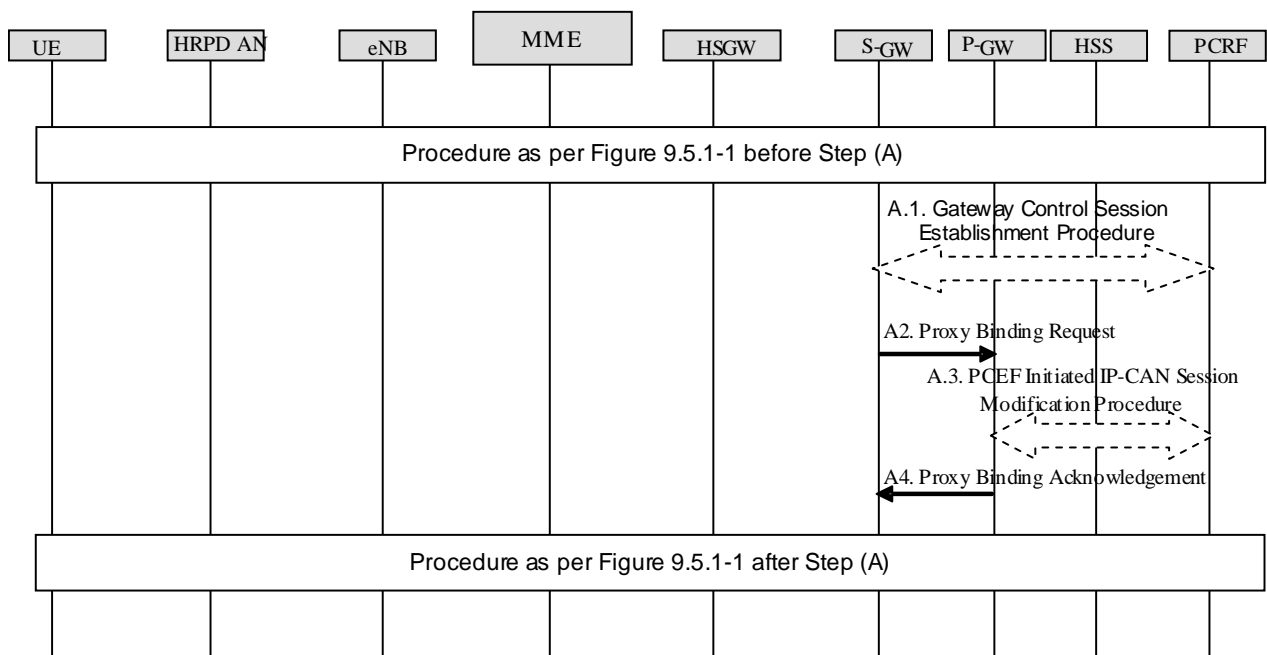 UE
HRPD AN
eNB
MME
HSGW
S-GW
P-GW
HSS
PCRF
Procedure as per Figure 9.5.1-1 before Step (A)
A.1. Gateway Control Session
Establishment Procedure
A2. Proxy Binding Request
A.3. PCEF Initiated IP-CAN Session
Modification Procedure
A4. Proxy Binding Acknowledgement
Procedure as per Figure 9.5.1-1 after Step (A)